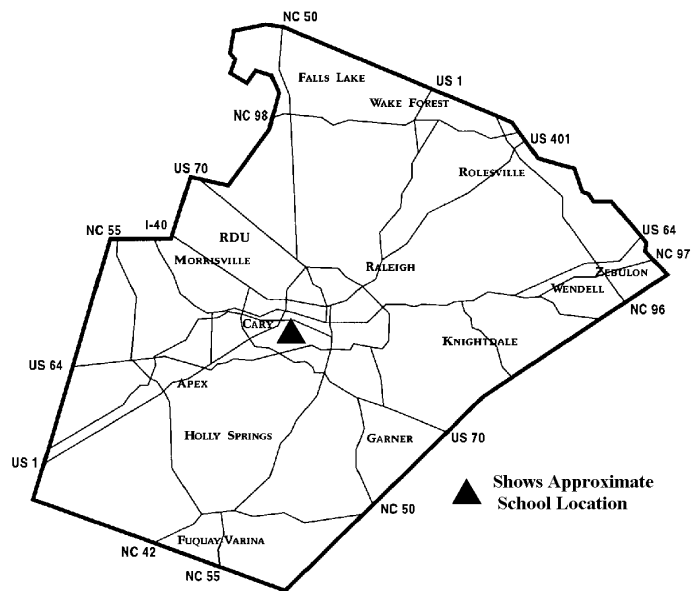 NC 50
FALLS LAKE
US 1
WAKE FOREST
NC 98
US 401
US 70
ROLESVILLE
I-40
NC 55
RDU
US 64
MORRISVILLE
RALEIGH
NC 97
ZEBULON
WENDELL
NC 96
CARY
KNIGHTDALE
US 64
APEX
HOLLY SPRINGS
GARNER
US 70
US 1
Shows Approximate
School Location
NC 50
FUQUAY-VARINA
NC 42
NC 55